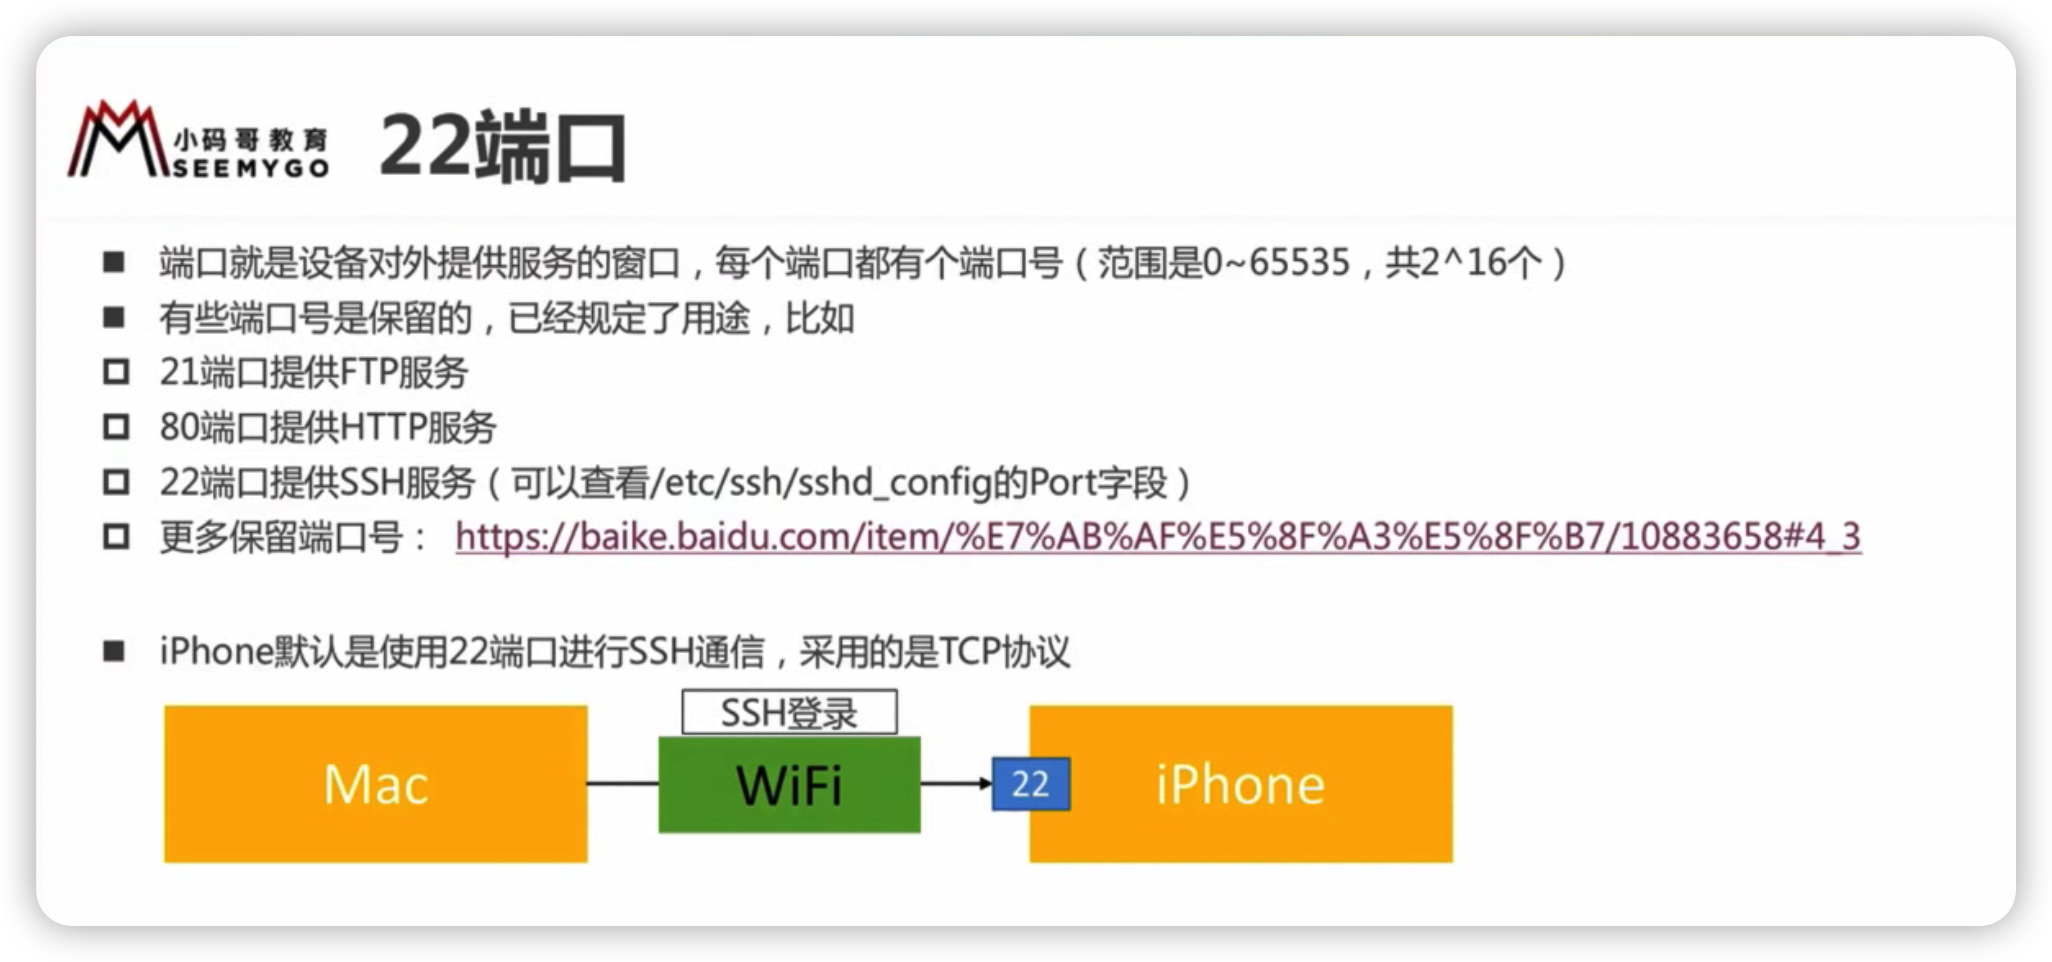 小码哥教育
SEEMYGO
22端口
端口就是设备对外提供服务的窗口，每个端口都有个端口号（范围是0~65535，共2^16个）
有些端口号是保留的，已经规定了用途，比如
21端口提供FTP服务
80端口提供HTTP服务
22端口提供SSH服务（可以查看/etc/ssh/sshd_config的Port字段）
更多保留端口号： https://baike.baidu.com/item/%E7%AB%AF%E5%8F%A3%E5%8F%B7/10883658#4_3
iPhone默认是使用22端口进行SSH通信，采用的是TCP协议
SSH登录
Mac
WiFi
22
iPhone